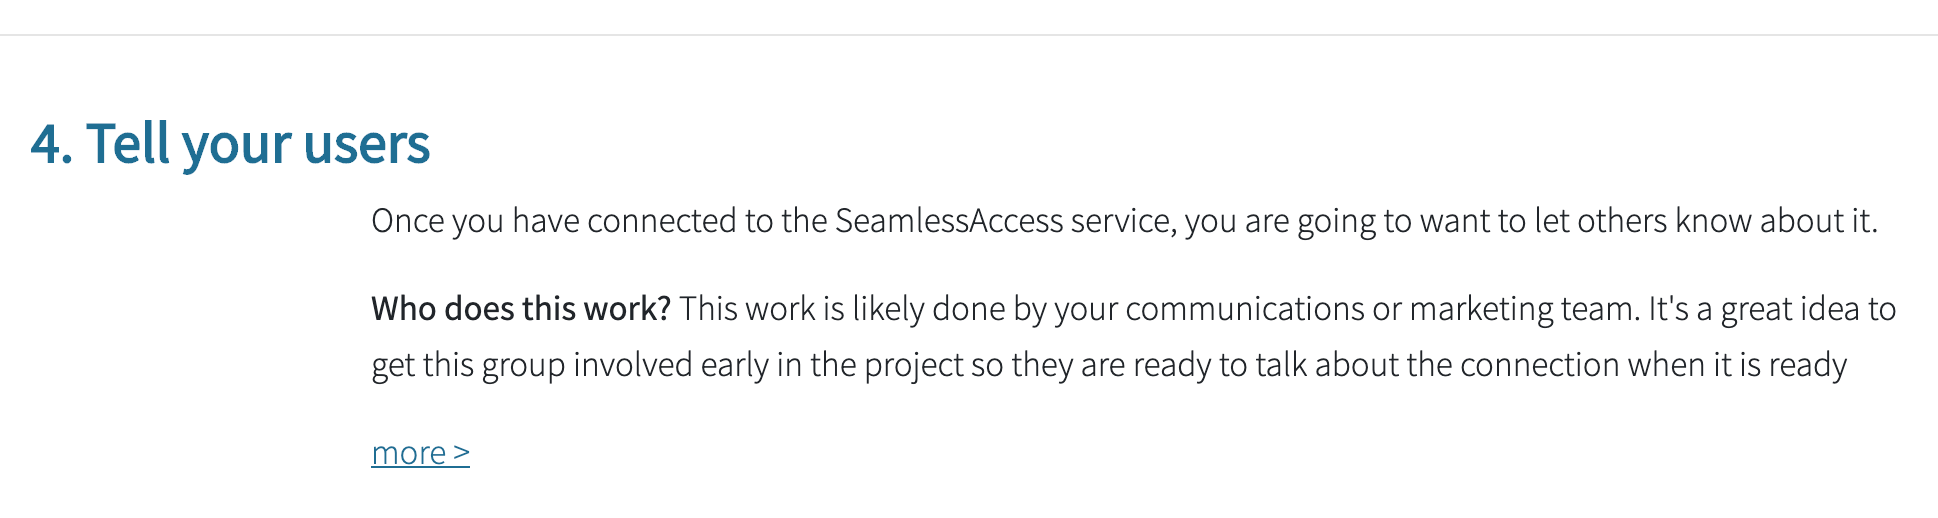 4. Tell your users
Once you have connected to the SeamlessAccess service, you are going to want to let others know about it.
Who does this work? This work is likely done by your communications or marketing team. It's a great idea to
get this group involved early in the project so they are ready to talk about the connection when it is ready
more >